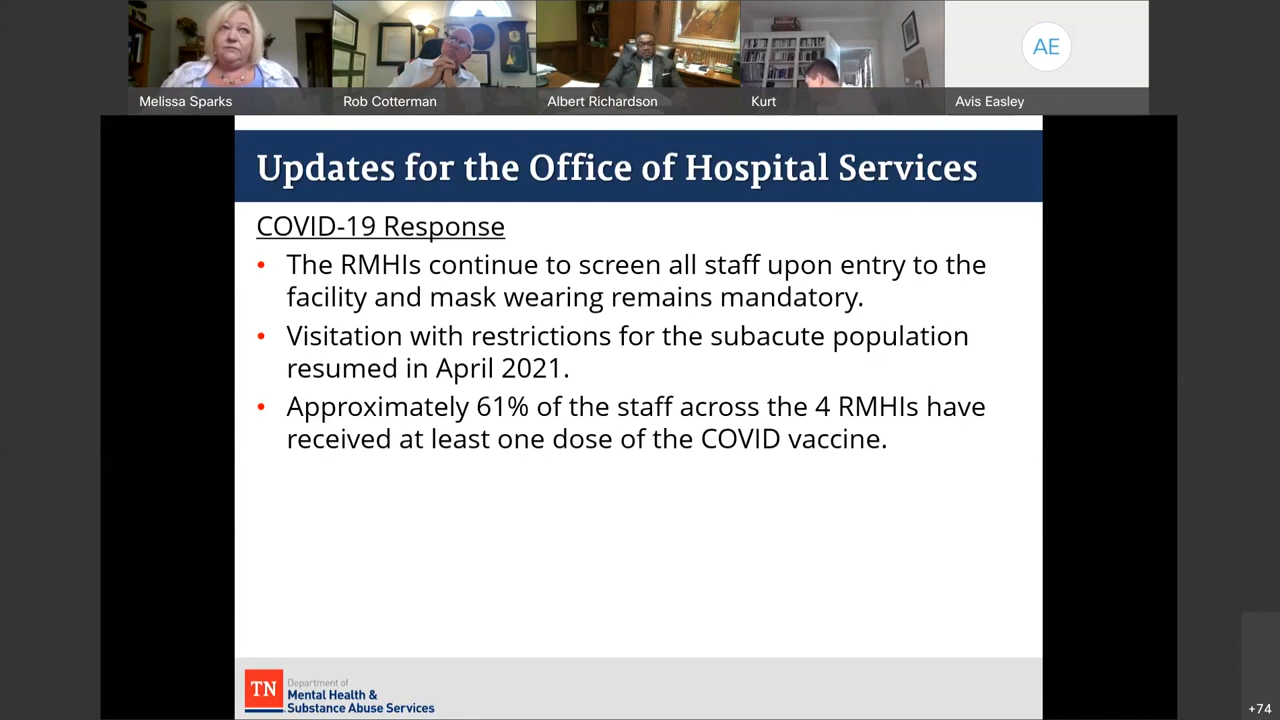 Melissa Sparks
Rob Cotterman
Albert Richardson
Kurt
AE
Avis Easley
Updates for the Office of Hospital Services
COVID-19 Response
• The RMHIs continue to screen all staff upon entry to the
facility and mask wearing remains mandatory.
• Visitation with restrictions for the subacute population
resumed in April 2021.
• Approximately 61% of the staff across the 4 RMHIs have
received at least one dose of the COVID vaccine.
TN
Department of
Mental Health &
Substance Abuse Services
+74